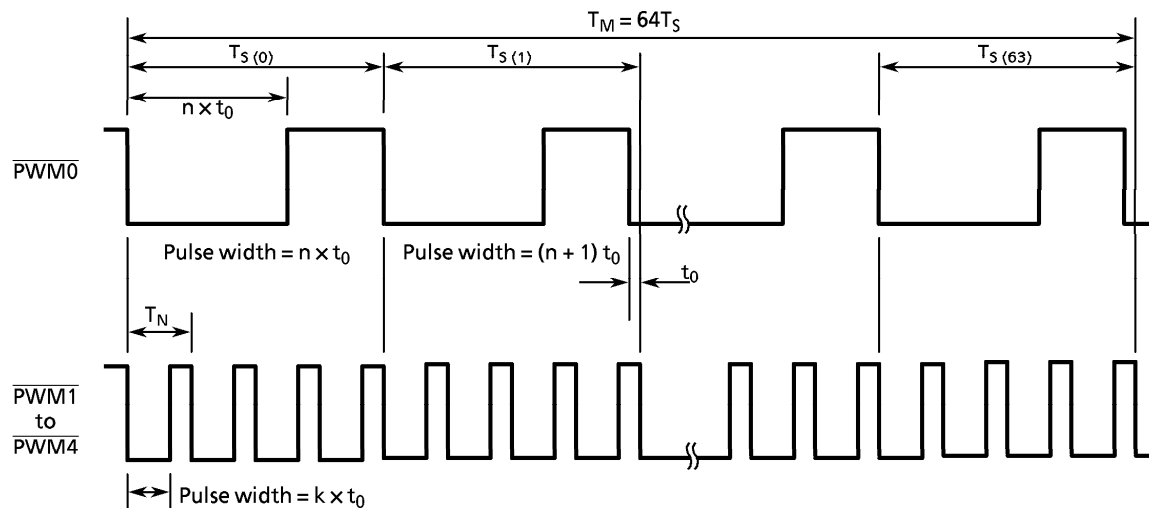 T_M = 64T_S
T_S (0)
T_S (1)
T_S (63)
n × t_0
PWM0
Pulse width = n × t_0
Pulse width = (n + 1) t_0
t_0
T_N
PWM1
to
PWM4
Pulse width = k × t_0